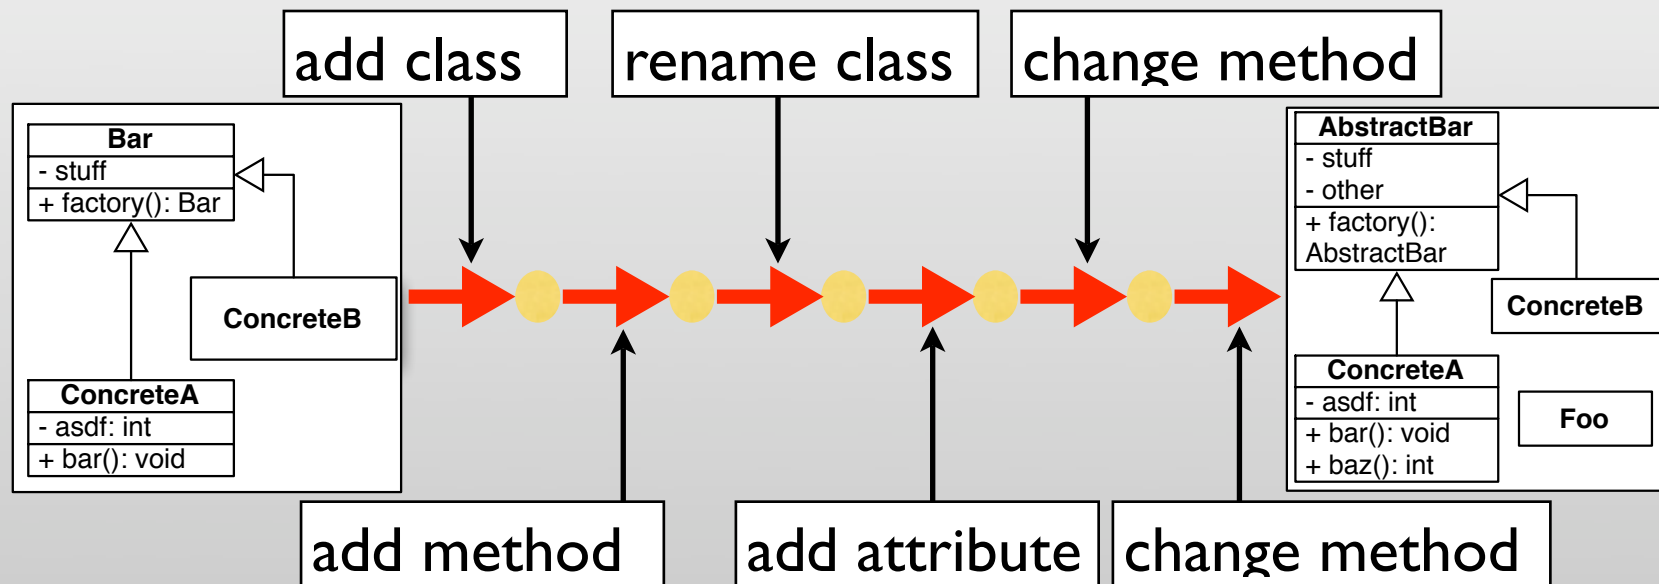 add class
rename class
change method
Bar
- stuff
+ factory(): Bar
ConcreteB
ConcreteA
- asdf: int
+ bar(): void
AbstractBar
- stuff
- other
+ factory():
AbstractBar
ConcreteB
ConcreteA
- asdf: int
+ bar(): void
+ baz(): int
Foo
add method
add attribute
change method